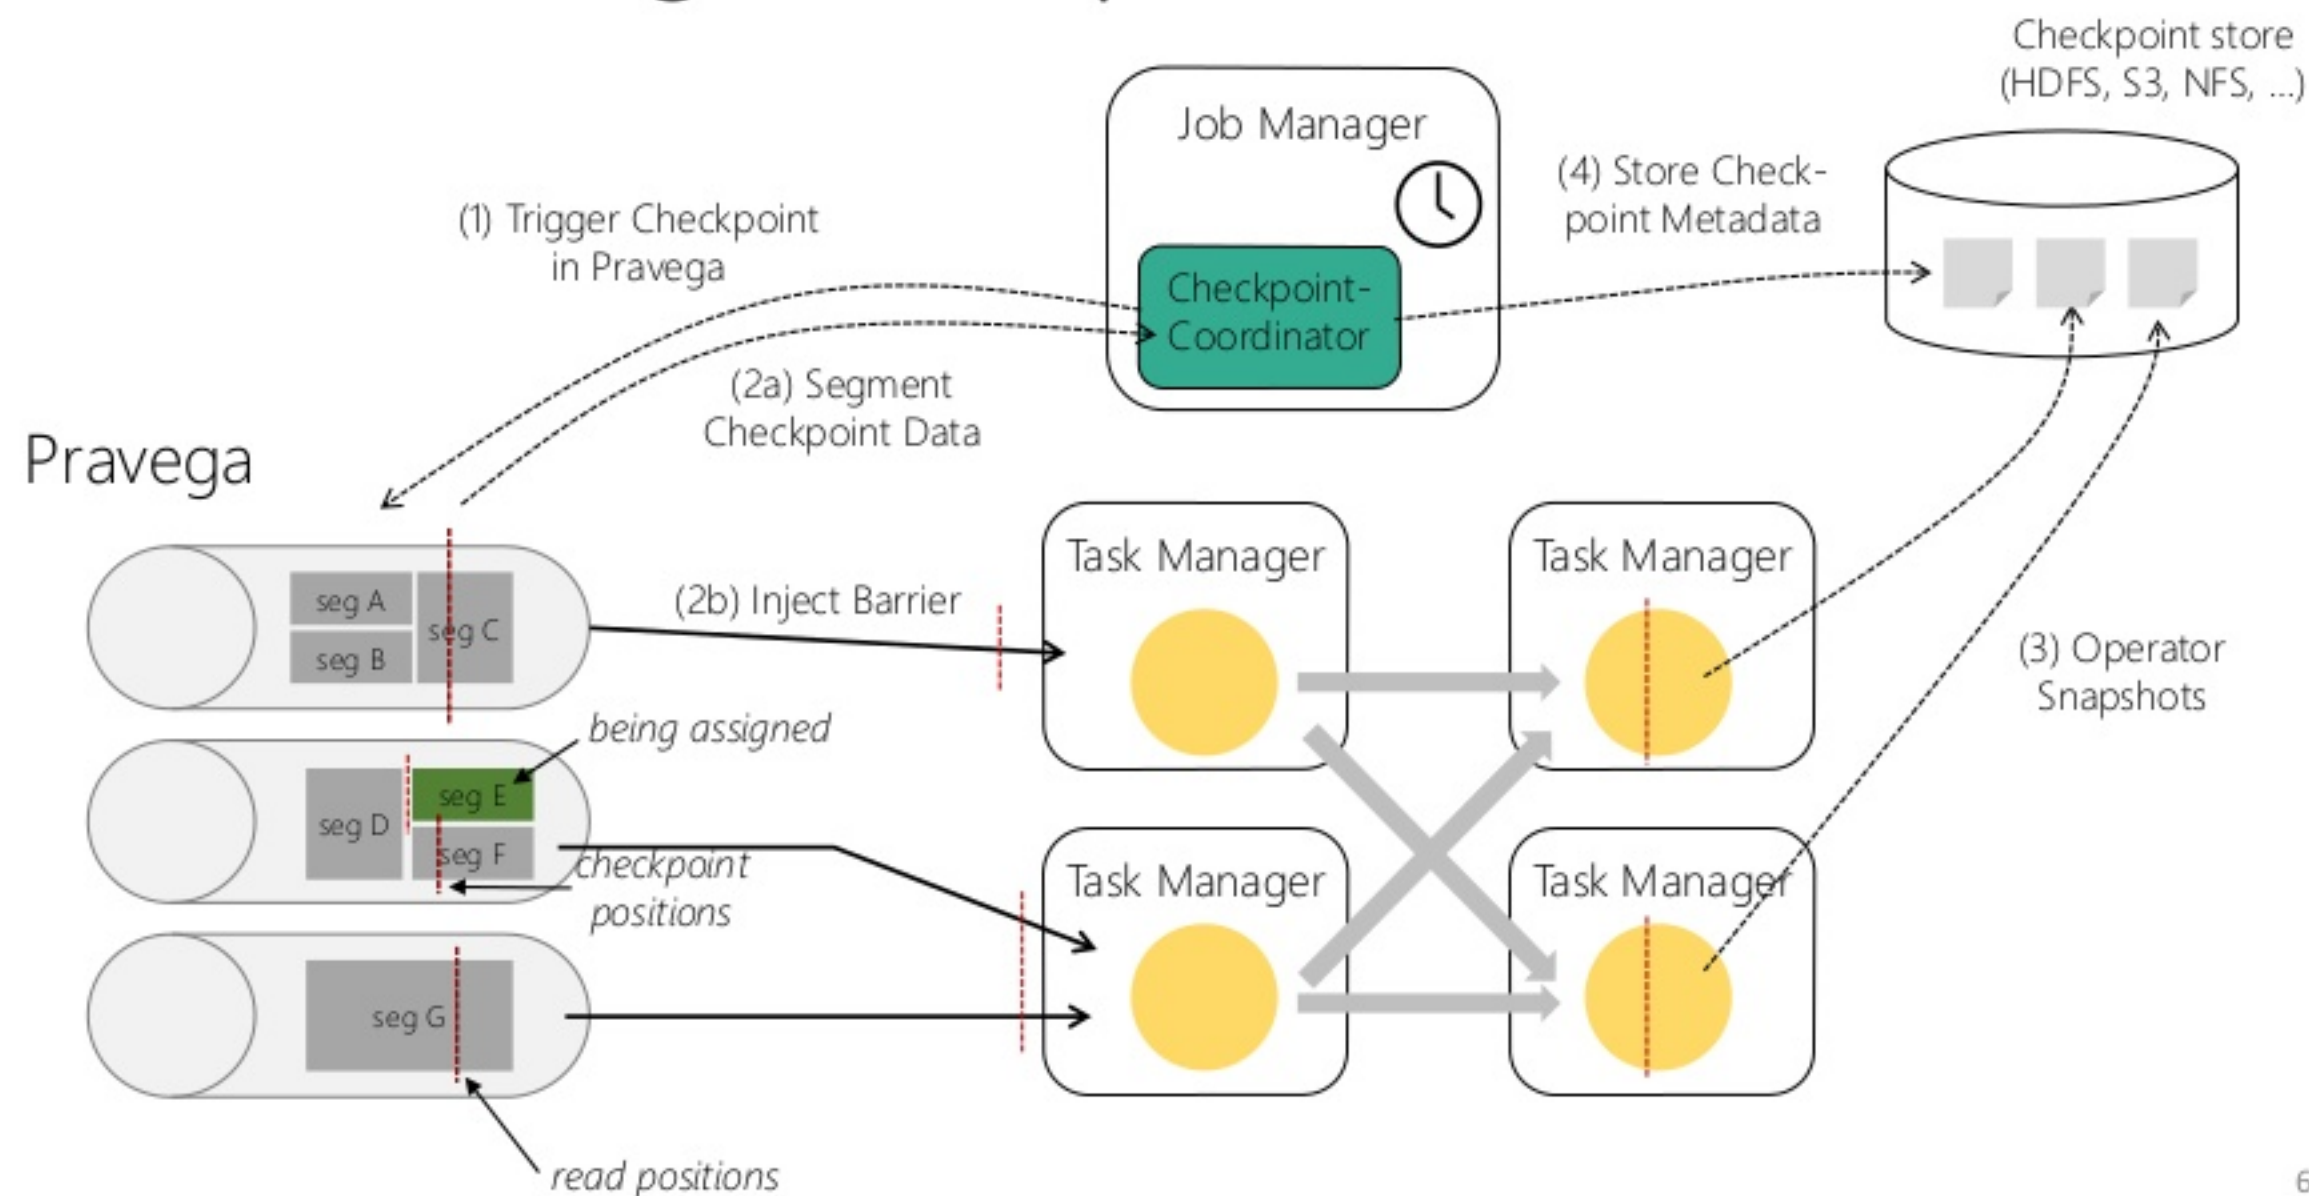 Checkpoint store
(HDFS, S3, NFS, ...)
Job Manager
(4) Store Check-
point Metadata
(1) Trigger Checkpoint
in Pravega
Checkpoint-
Coordinator
(2a) Segment
Checkpoint Data
Pravega
Task Manager
Task Manager
(2b) Inject Barrier
seg A
seg B
seg C
(3) Operator
Snapshots
being assigned
seg D
seg E
seg F
checkpoint
positions
Task Manager
Task Manager
seg G
read positions
6